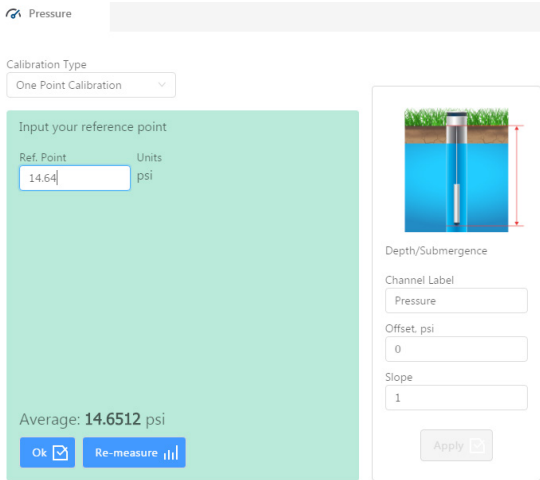 Pressure
Calibration Type
One Point Calibration
Input your reference point
Ref. Point Units
14.64 psi
Average: 14.6512 psi
Ok Re-measure
Depth/Submergence
Channel Label
Pressure
Offset, psi
0
Slope
1
Apply